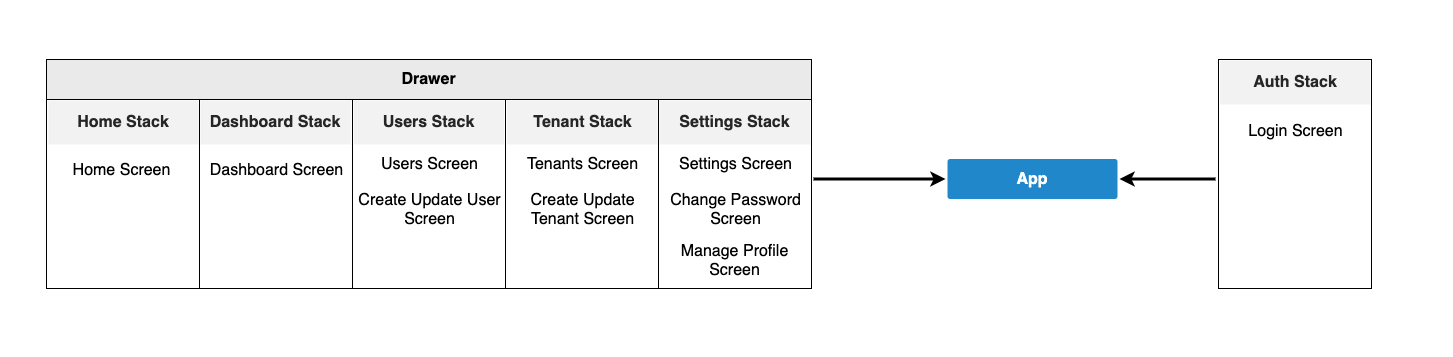 Drawer
Home Stack
Dashboard Stack
Users Stack
Tenant Stack
Settings Stack
Home Screen
Dashboard Screen
Users Screen
Create Update User
Screen
Tenants Screen
Create Update
Tenant Screen
Settings Screen
Change Password
Screen
Manage Profile
Screen
App
Auth Stack
Login Screen